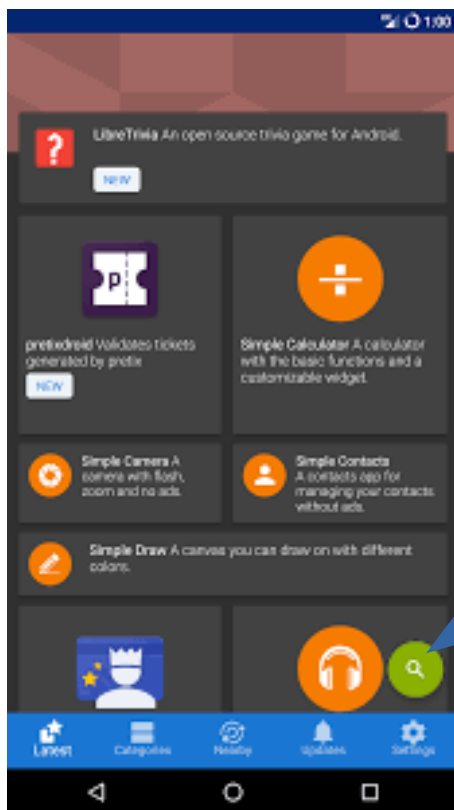 1:00
?
LibreTrivia An open source trivia game for Android.
NEW
P
pretixdroid Validates tickets
generated by pretix
NEW
Simple Calculator A calculator
with the basic functions and a
customizable widget.
Simple Camera A
camera with flash,
zoom and no ads.
Simple Contacts
A contacts app for
managing your contacts
without ads.
Simple Draw A canvas you can draw on with different
colors.
Latest
Categories
Nearby
Updates
Settings